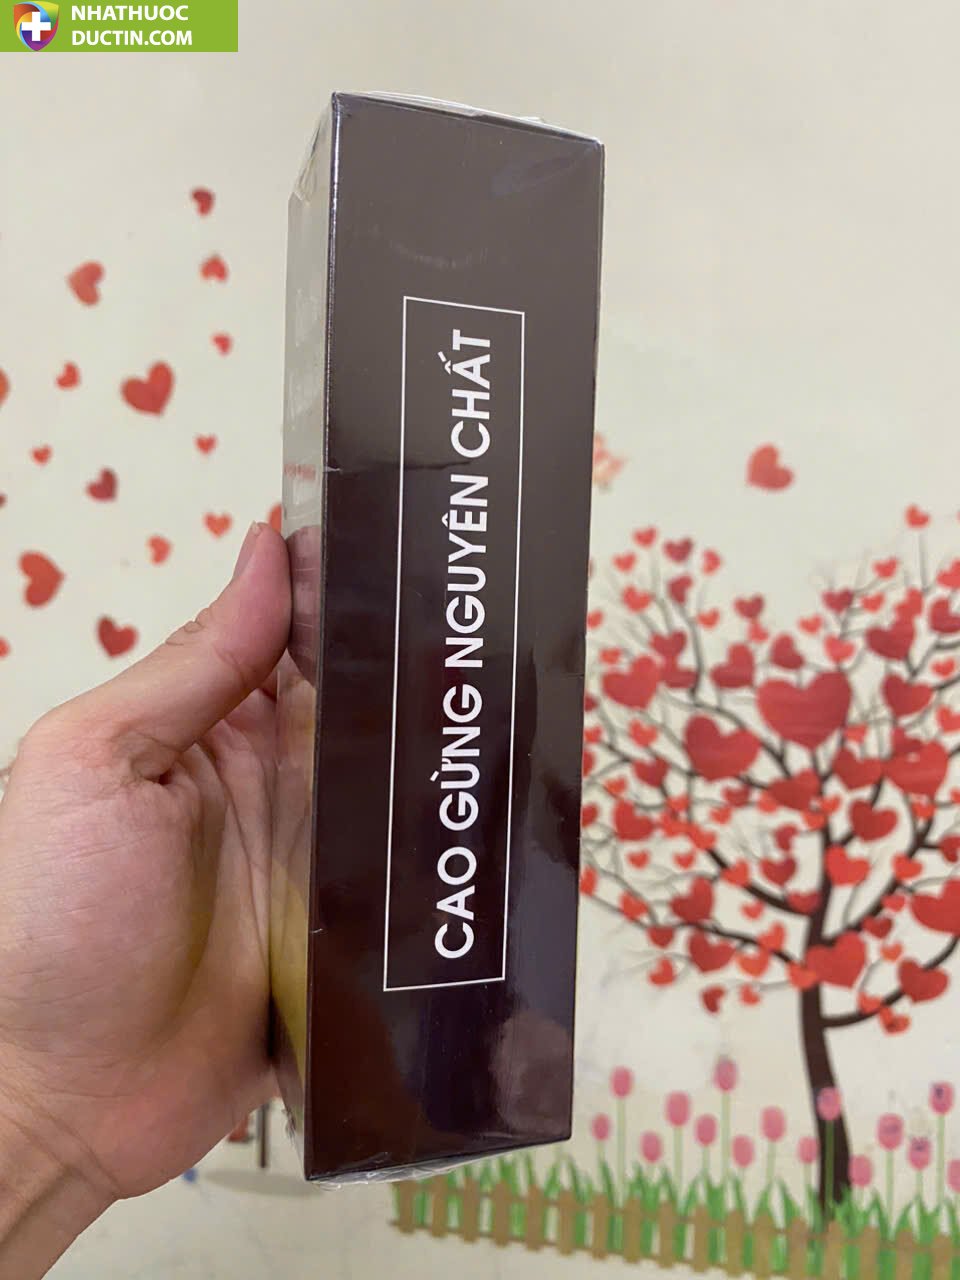 NHATHUOC
DUCTIN.COM
CAO GỪNG NGUYÊN CHẤT